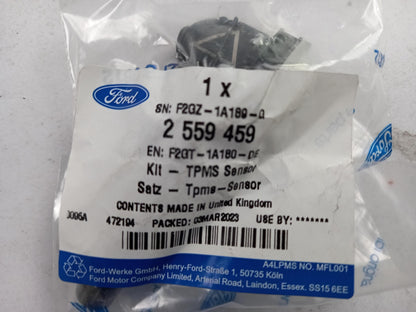 Ford
1 x
SN: F2GZ-1A189-
2 559 459
EN: F2GT-1A180-DE
Kit - TPMS Sensor
Satz - Tpms-Sensor
CONTENTS MADE IN United Kingdom
472194 PACKED: 03MAR2023 USE BY: *******
A4LPMS NO. MFL001
Ford-Werke GmbH, Henry-Ford-Straße 1, 50735 Köln
Ford Motor Company Limited, Arterial Road, Laindon, Essex. SS15 6EE